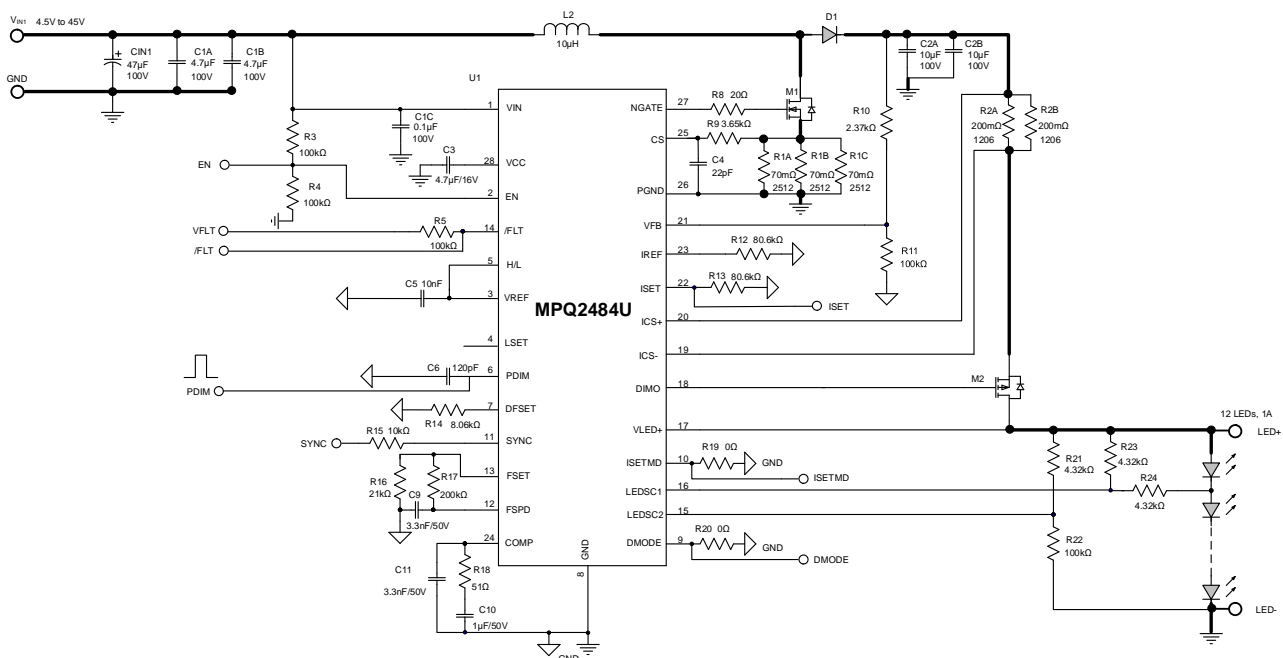 VIN1 4.5V to 45V
L2
10µH
D1
CIN1
47µF
100V
C1A
4.7µF
100V
C1B
4.7µF
100V
C2A
10µF
100V
C2B
10µF
100V
GND
U1
1 VIN
NGATE 27
R8 20Ω
M1
R10
2.37kΩ
R2A
200mΩ
1206
R2B
200mΩ
1206
C1C
0.1µF
100V
R3
100kΩ
CS 25
R9 3.65kΩ
C3
4.7µF/16V
28 VCC
C4
22pF
R1A
70mΩ
2512
R1B
70mΩ
2512
R1C
70mΩ
2512
EN
R4
100kΩ
2 EN
PGND 26
VFLT
R5
100kΩ
14 /FLT
VFB 21
/FLT
5 H/L
IREF 23
R12 80.6kΩ
R11
100kΩ
C5 10nF
3 VREF
ISET 22
R13 80.6kΩ
ISET
MPQ2484U
ICS+ 20
4 LSET
ICS- 19
C6 120pF
6 PDIM
PDIM
DIMO 18
M2
7 DFSET
R14 8.06kΩ
VLED+ 17
12 LEDs, 1A
LED+
SYNC
R15 10kΩ
11 SYNC
ISETMD 10
R19 0Ω
GND
ISETMD
R21
4.32kΩ
R23
4.32kΩ
R16
21kΩ
R17
200kΩ
13 FSET
LEDSC1 16
R24
4.32kΩ
C9
3.3nF/50V
12 FSPD
LEDSC2 15
24 COMP
GND
8
DMODE 9
R20 0Ω
GND
DMODE
R22
100kΩ
C11
3.3nF/50V
R18
51Ω
C10
1µF/50V
LED-
GND